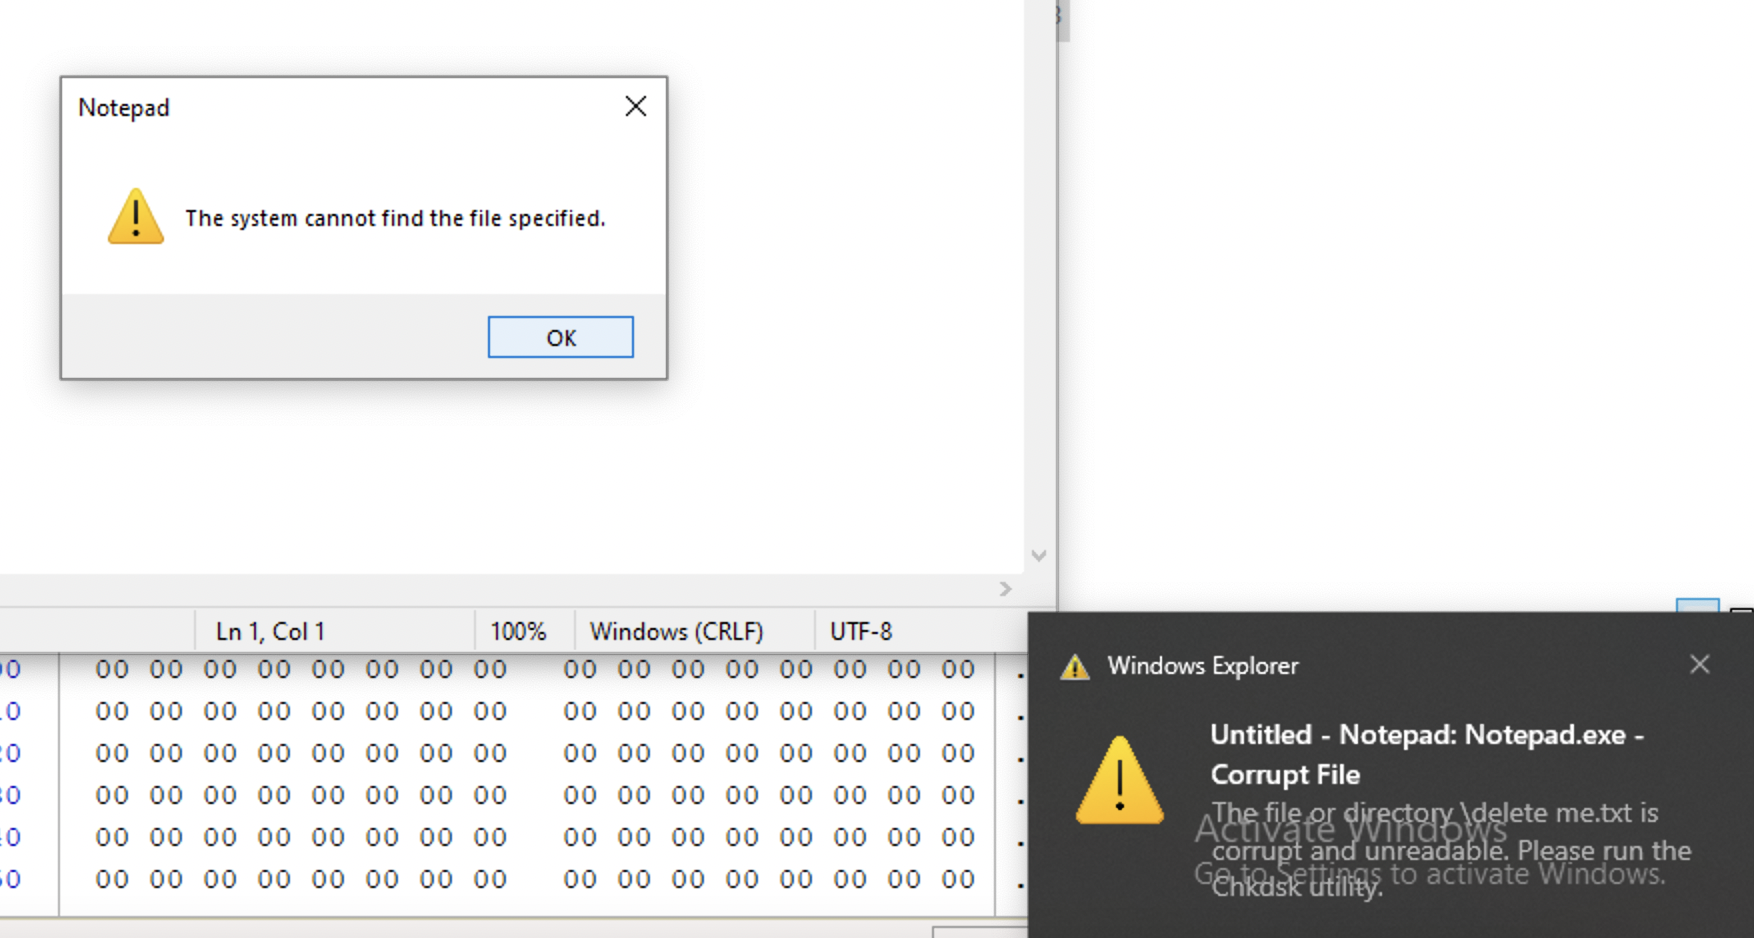 Notepad
The system cannot find the file specified.
OK
Ln 1, Col 1
100%
Windows (CRLF)
UTF-8
00 00 00 00 00 00 00 00 00 00 00 00 00 00 00 00 .
00 00 00 00 00 00 00 00 00 00 00 00 00 00 00 00 .
00 00 00 00 00 00 00 00 00 00 00 00 00 00 00 00 .
00 00 00 00 00 00 00 00 00 00 00 00 00 00 00 00 .
00 00 00 00 00 00 00 00 00 00 00 00 00 00 00 00 .
00 00 00 00 00 00 00 00 00 00 00 00 00 00 00 00 .
Windows Explorer
Untitled - Notepad: Notepad.exe -
Corrupt File
The file or directory \delete me.txt is
corrupt and unreadable. Please run the
Chkdsk utility.
Activate Windows
Go to Settings to activate Windows.